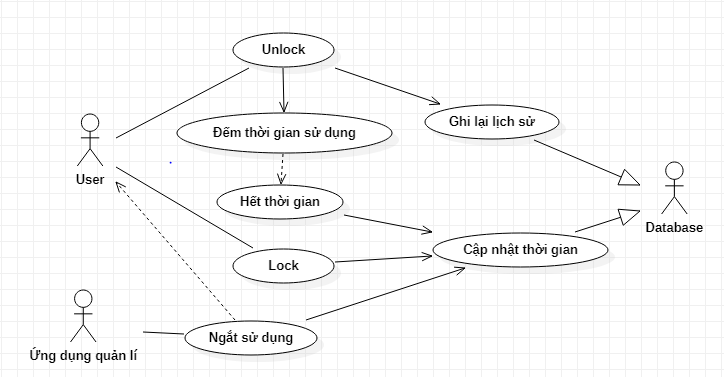 Unlock
Đếm thời gian sử dụng
Ghi lại lịch sử
User
Hết thời gian
Database
Cập nhật thời gian
Lock
Ngắt sử dụng
Ứng dụng quản lí